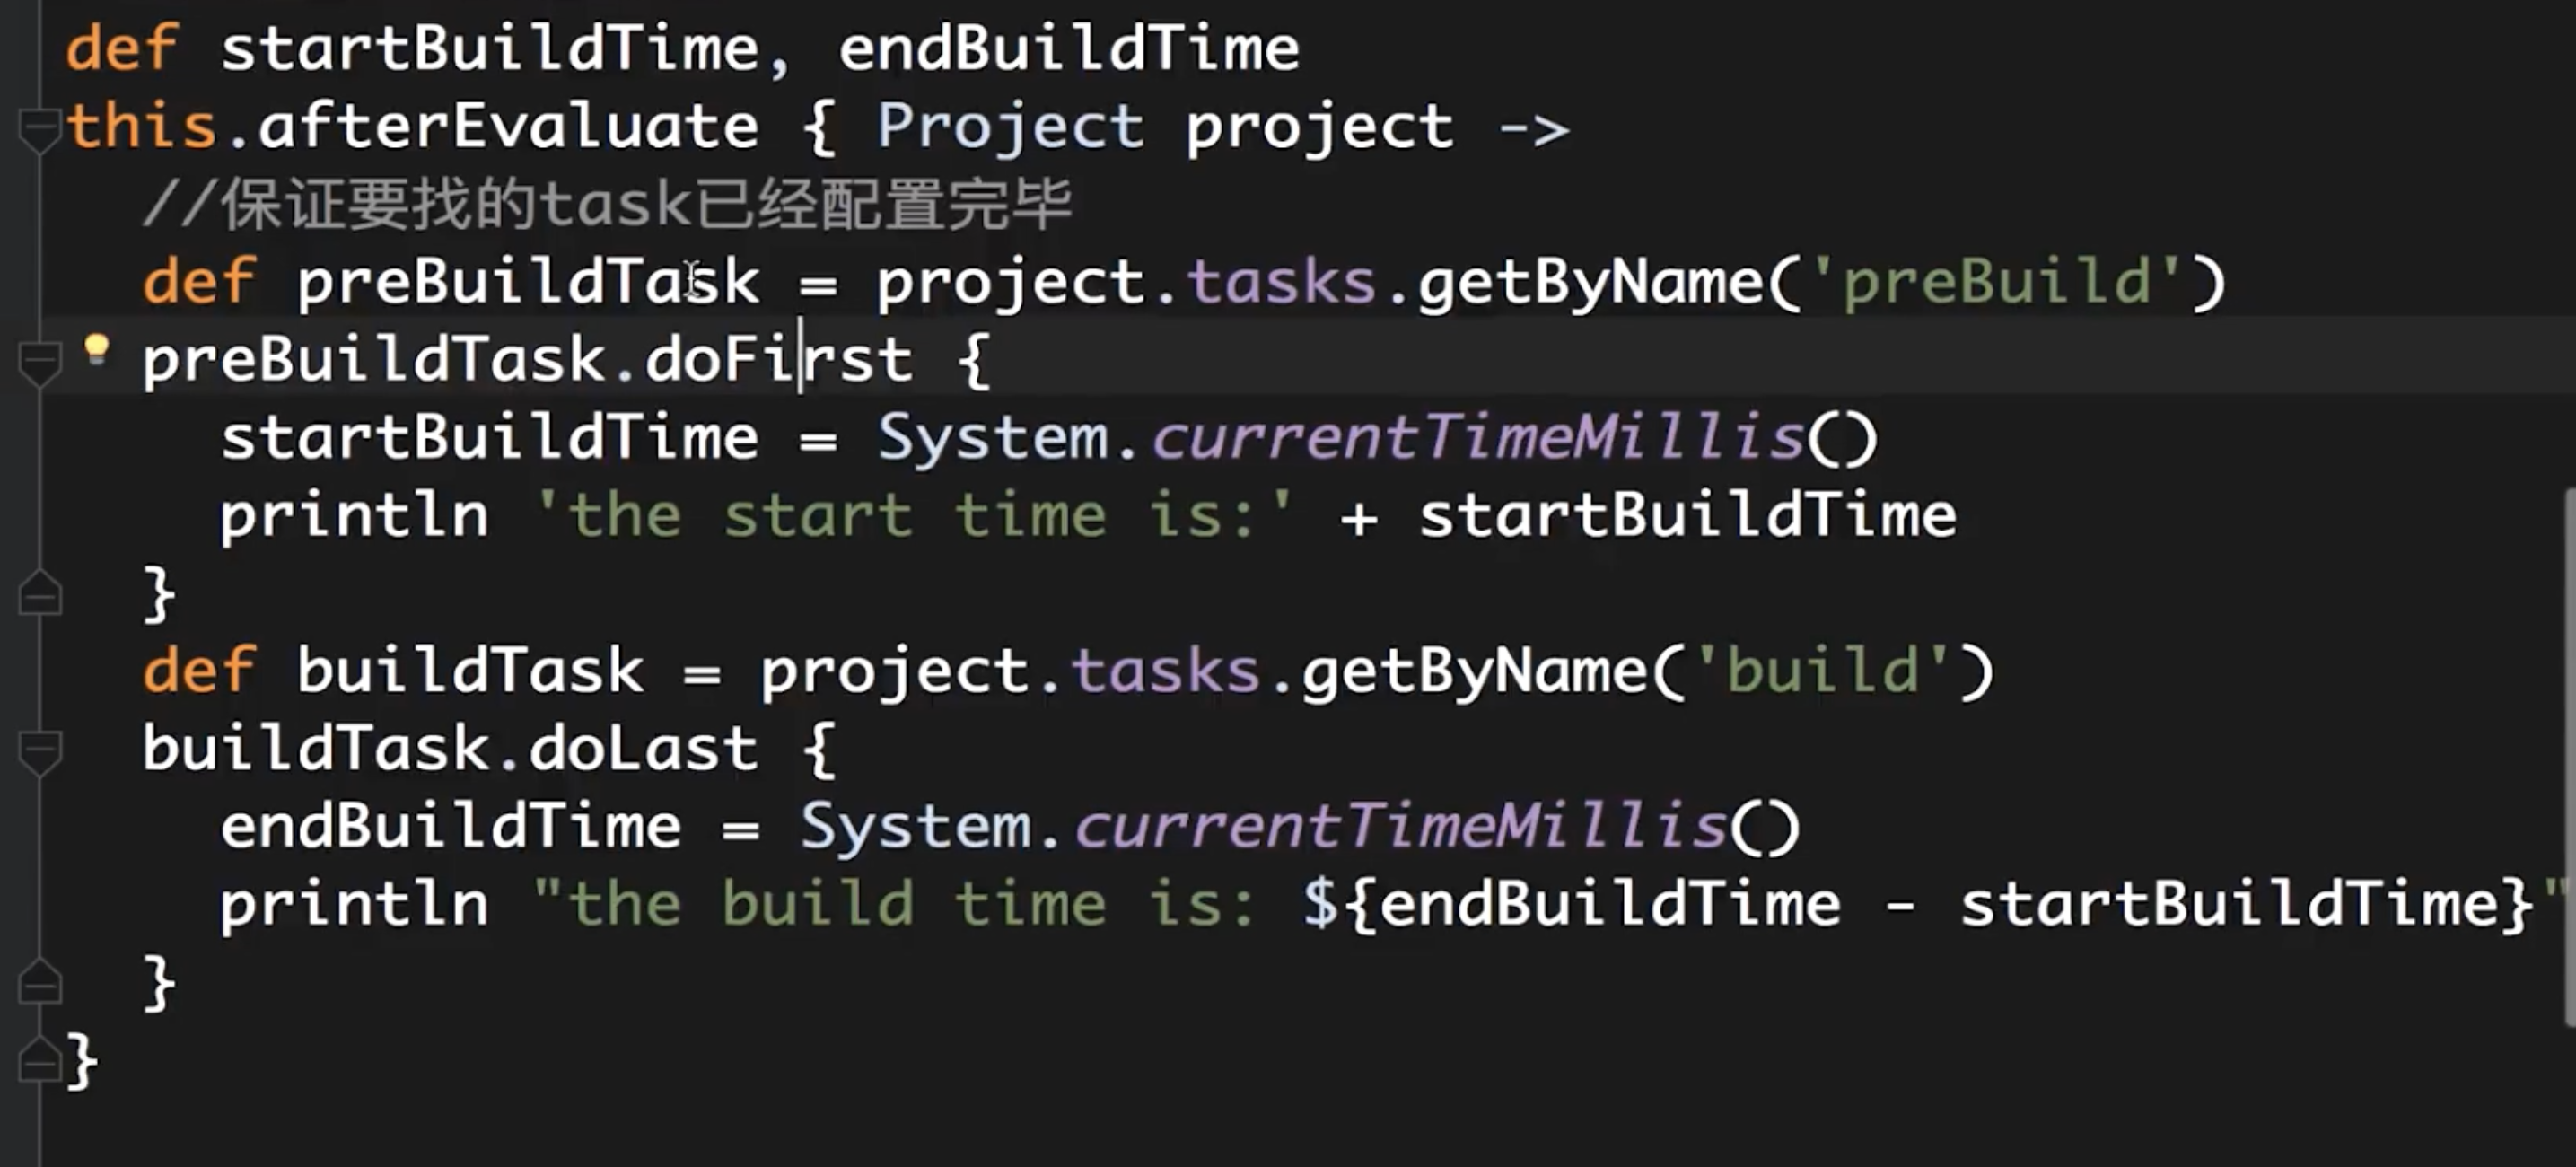 def startBuildTime, endBuildTime
this.afterEvaluate { Project project ->
//保证要找的task已经配置完毕
def preBuildTask = project.tasks.getByName('preBuild')
preBuildTask.doFirst {
startBuildTime = System.currentTimeMillis()
println 'the start time is:' + startBuildTime
}
def buildTask = project.tasks.getByName('build')
buildTask.doLast {
endBuildTime = System.currentTimeMillis()
println "the build time is: ${endBuildTime - startBuildTime}"
}
}